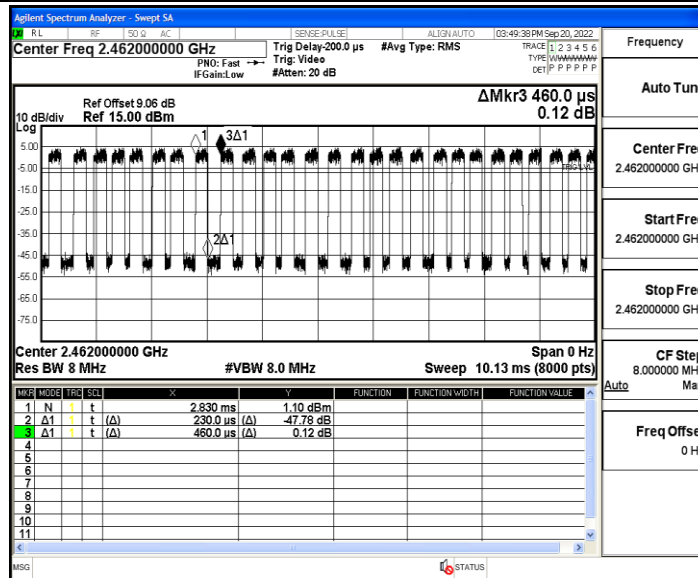 Agilent Spectrum Analyzer - Swept SA
RL RF 50 Ω AC SENSE:PULSE ALIGNAUTO 03:49:38 PM Sep 20, 2022
Center Freq 2.462000000 GHz Trig Delay-200.0 µs #Avg Type: RMS TRACE 1 2 3 4 5 6
PNO: Fast Trig: Video TYPE
IFGain:Low #Atten: 20 dB DET P P P P P P
Ref Offset 9.06 dB ΔMkr3 460.0 µs
10 dB/div Ref 15.00 dBm 0.12 dB
Log
1 3Δ1
5.00
-5.00
TRIG LVL
-15.0
-25.0
-35.0
2Δ1
-45.0
-55.0
-65.0
-75.0
Center 2.462000000 GHz Span 0 Hz
Res BW 8 MHz #VBW 8.0 MHz Sweep 10.13 ms (8000 pts)
MKR MODE TRC SCL X Y FUNCTION FUNCTION WIDTH FUNCTION VALUE
1 N 1 t 2.830 ms 1.10 dBm
2 Δ1 1 t (Δ) 230.0 µs (Δ) -47.78 dB
3 Δ1 1 t (Δ) 460.0 µs (Δ) 0.12 dB
4
5
6
7
8
9
10
11
MSG STATUS
Frequency
Auto Tun
Center Fre
2.462000000 GH
Start Fre
2.462000000 GH
Stop Fre
2.462000000 GH
CF Ste
8.000000 MH
Auto Ma
Freq Offse
0 H